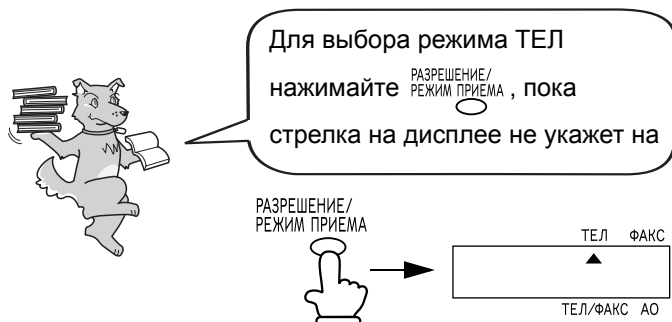 Для выбора режима ТЕЛ
РАЗРЕШЕНИЕ/
нажимайте РЕЖИМ ПРИЕМА , пока
стрелка на дисплее не укажет на
РАЗРЕШЕНИЕ/
РЕЖИМ ПРИЕМА
ТЕЛ ФАКС
ТЕЛ/ФАКС АО